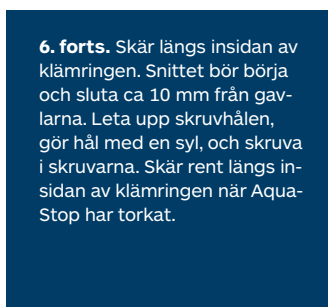 6. forts. Skär längs insidan av
klämringen. Snittet bör börja
och sluta ca 10 mm från gav-
larna. Leta upp skruvhålen,
gör hål med en syl, och skruva
i skruvarna. Skär rent längs in-
sidan av klämringen när Aqua-
Stop har torkat.